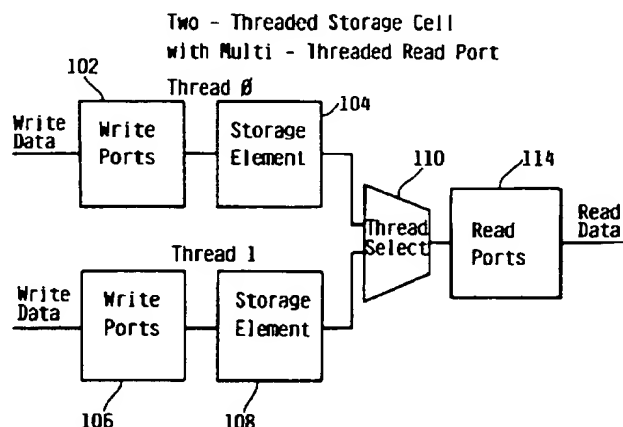 Two - Threaded Storage Cell
with Multi - Threaded Read Port
102
Thread Ø
104
Write
Data
Write
Ports
Storage
Element
110
114
Thread
Select
Read
Ports
Read
Data
Thread 1
Write
Data
Write
Ports
Storage
Element
106
108